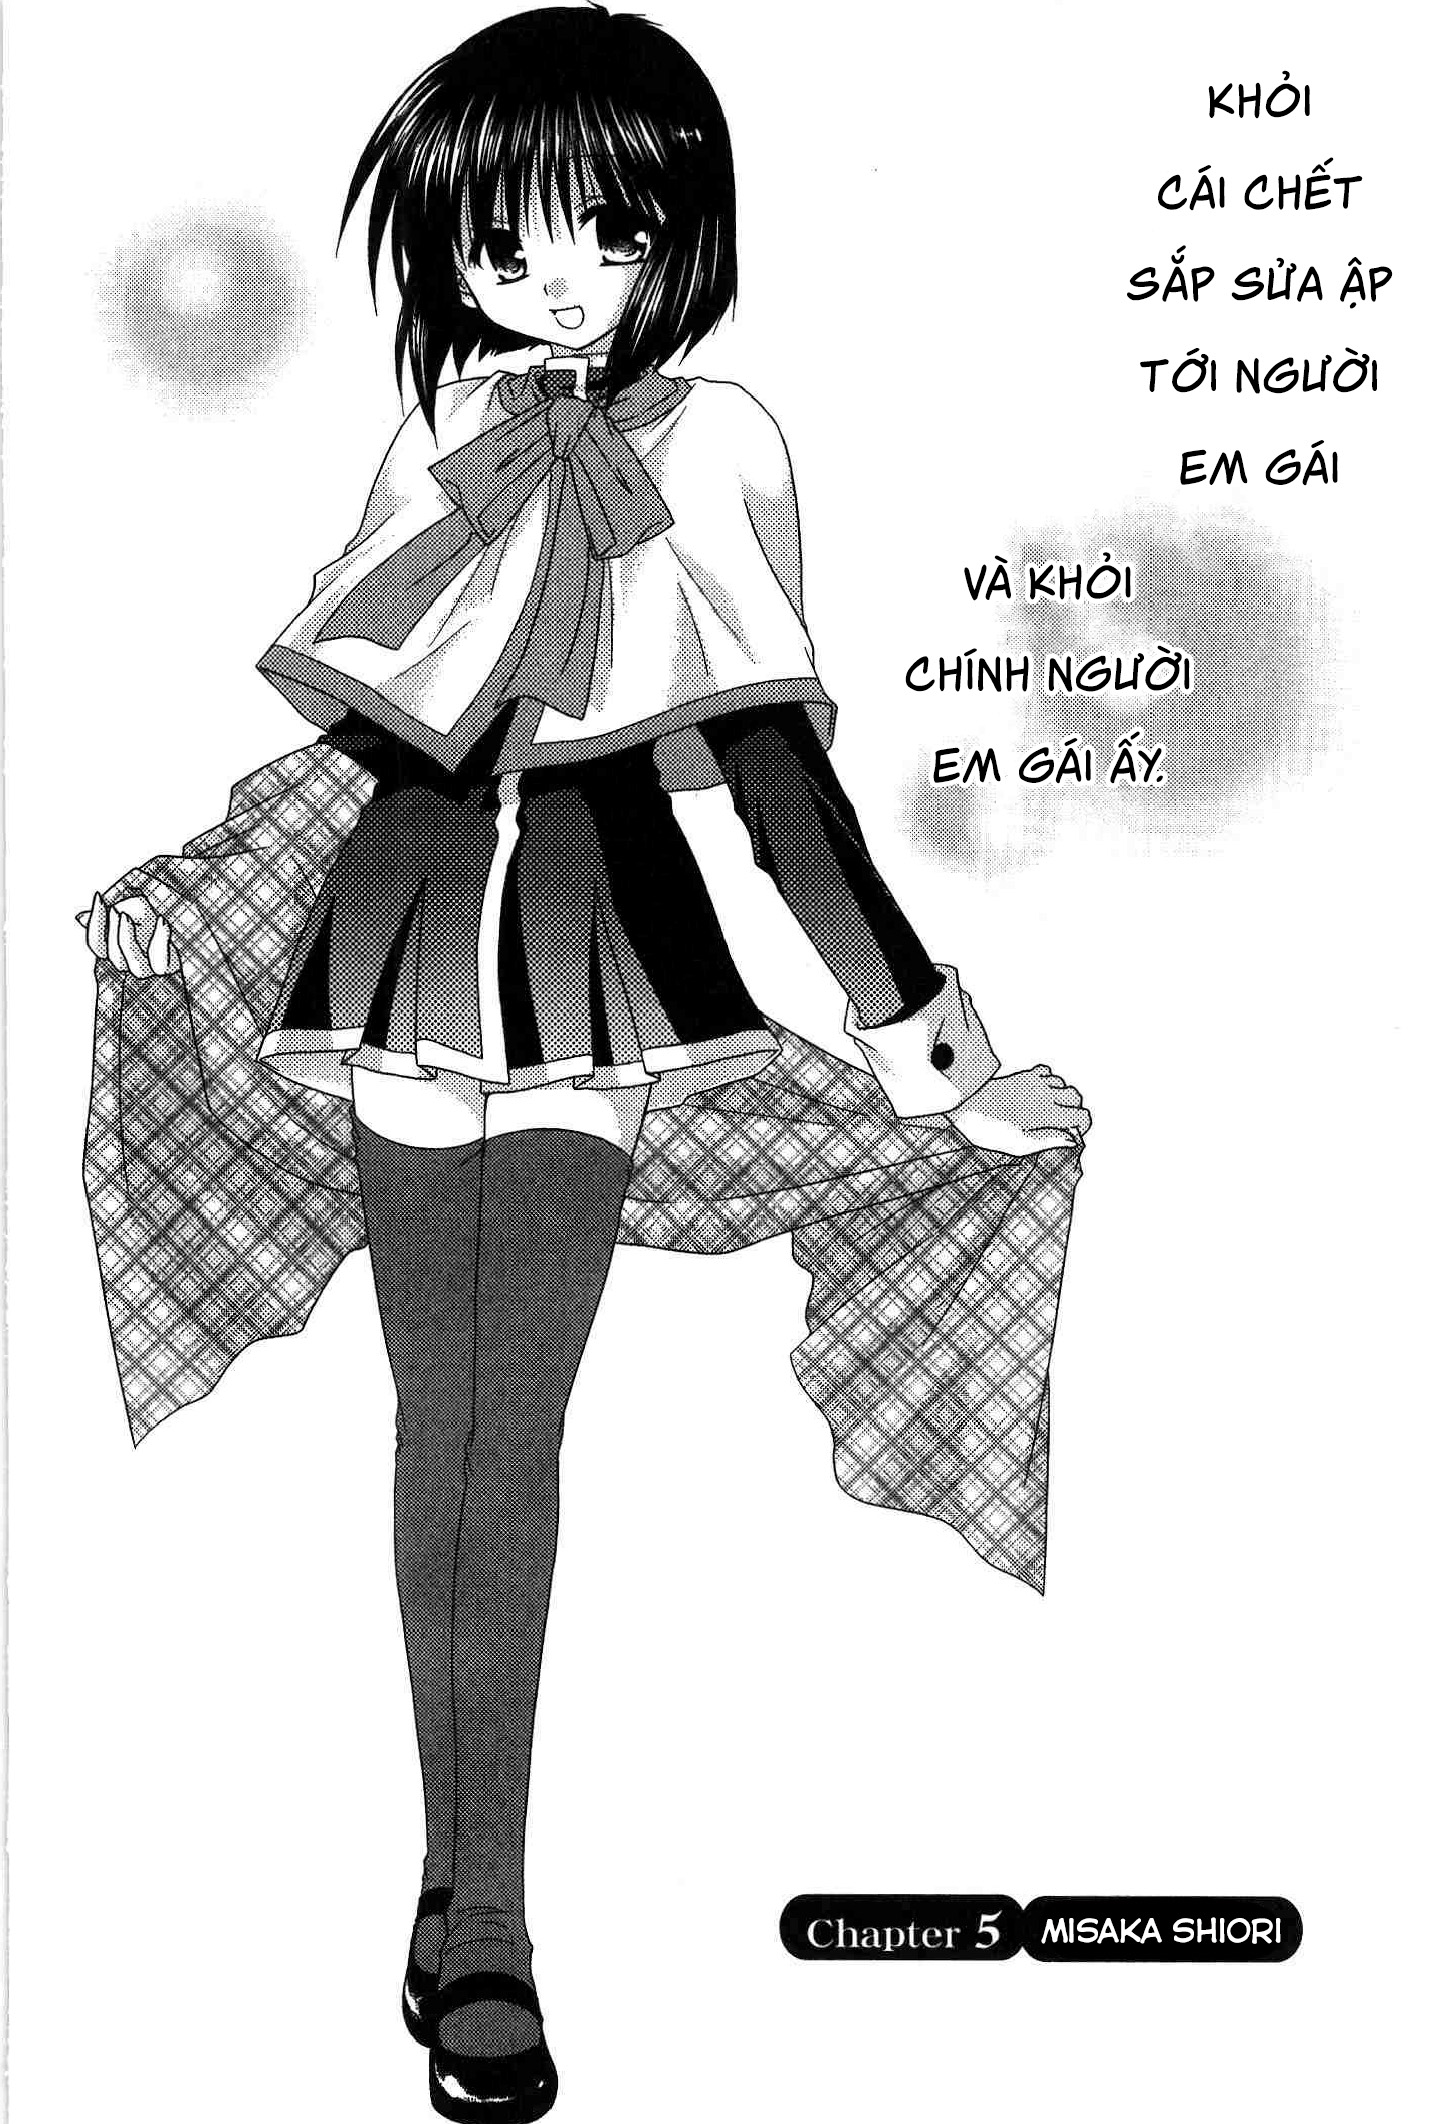 KHỎI
CÁI CHẾT
SẮP SỬA ẬP
TỚI NGƯỜI
EM GÁI
VÀ KHỎI
CHÍNH NGƯỜI
EM GÁI ẤY.
Chapter 5 MISAKA SHIORI